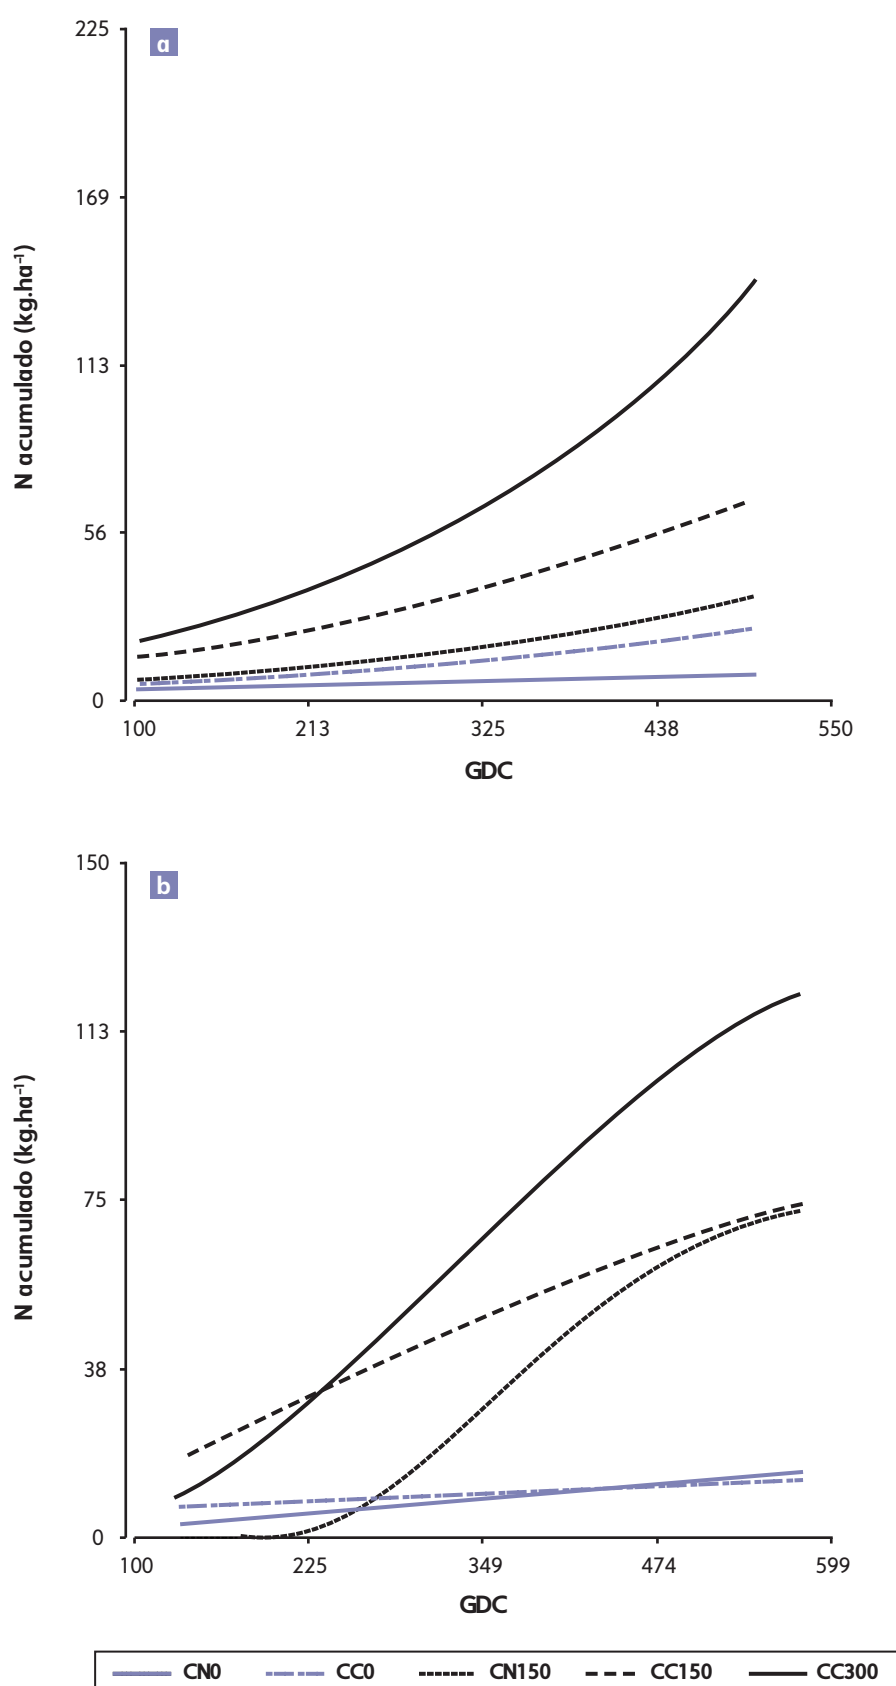 225
a
169
113
56
0
100 213 325 438 550
N acumulado (kg.ha⁻¹)
GDC
150
b
113
75
38
0
100 225 349 474 599
N acumulado (kg.ha⁻¹)
GDC
CN0 CC0 CN150 CC150 CC300